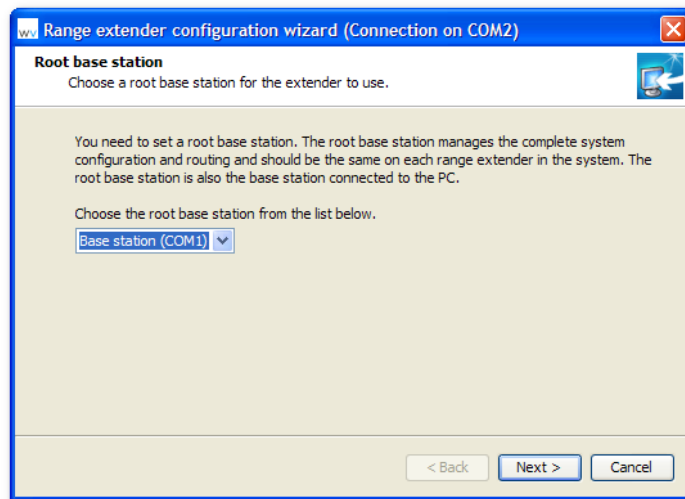 wv Range extender configuration wizard (Connection on COM2)
Root base station
Choose a root base station for the extender to use.
You need to set a root base station. The root base station manages the complete system
configuration and routing and should be the same on each range extender in the system. The
root base station is also the base station connected to the PC.
Choose the root base station from the list below.
Base station (COM1)
< Back Next > Cancel